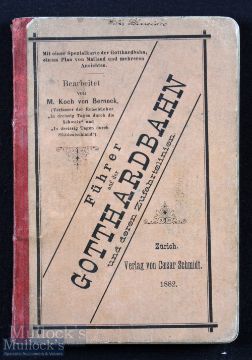 Mit einer Spezialkarte der Gotthardbahn,
einem Plan von Mailand und mehreren
Ansichten.
Bearbeitet
von
M. Koch von Berneck,
(Verfasser der Reisebücher
„In dreissig Tagen durch die
Schweiz“ und
„In dreissig Tagen durch
Süddeutschland“)
Führer
auf der
GOTTHARDBAHN
und deren Zufahrtslinien.
Zürich.
Verlag von Cæsar Schmidt.
1882.
Mullock's
Mullock's